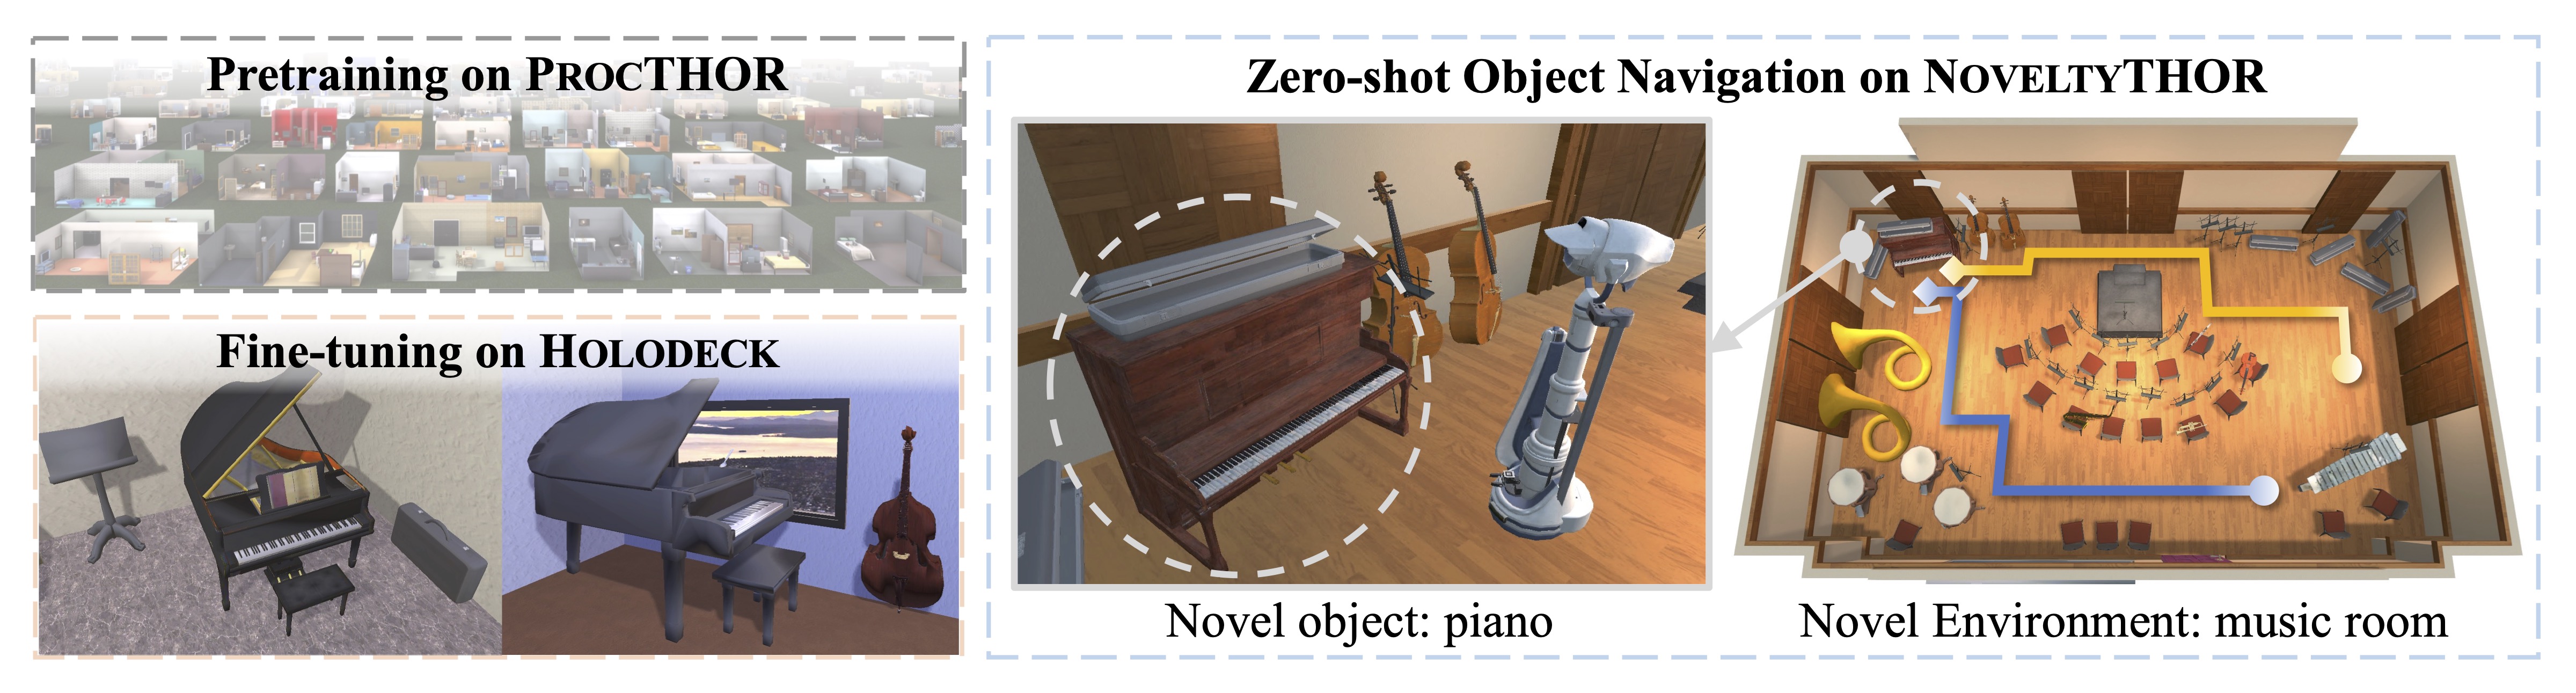 Pretraining on PROCTHOR
Fine-tuning on HOLODECK
Zero-shot Object Navigation on NOVELTYTHOR
Novel object: piano
Novel Environment: music room